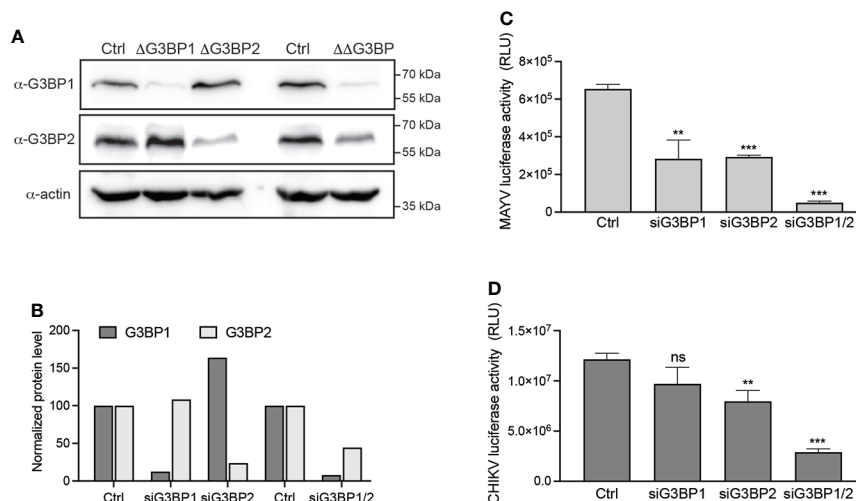 A
Ctrl ΔG3BP1 ΔG3BP2 Ctrl ΔΔG3BP
α-G3BP1
70 kDa
55 kDa
α-G3BP2
70 kDa
55 kDa
α-actin
35 kDa
B
Normalized protein level
200
150
100
50
0
G3BP1 G3BP2
Ctrl siG3BP1 siG3BP2 Ctrl siG3BP1/2
C
MAYV luciferase activity (RLU)
8×10⁵
6×10⁵
4×10⁵
2×10⁵
0
** *** ***
Ctrl siG3BP1 siG3BP2 siG3BP1/2
D
CHIKV luciferase activity (RLU)
1.5×10⁷
1.0×10⁷
5.0×10⁶
0.0
ns ** ***
Ctrl siG3BP1 siG3BP2 siG3BP1/2